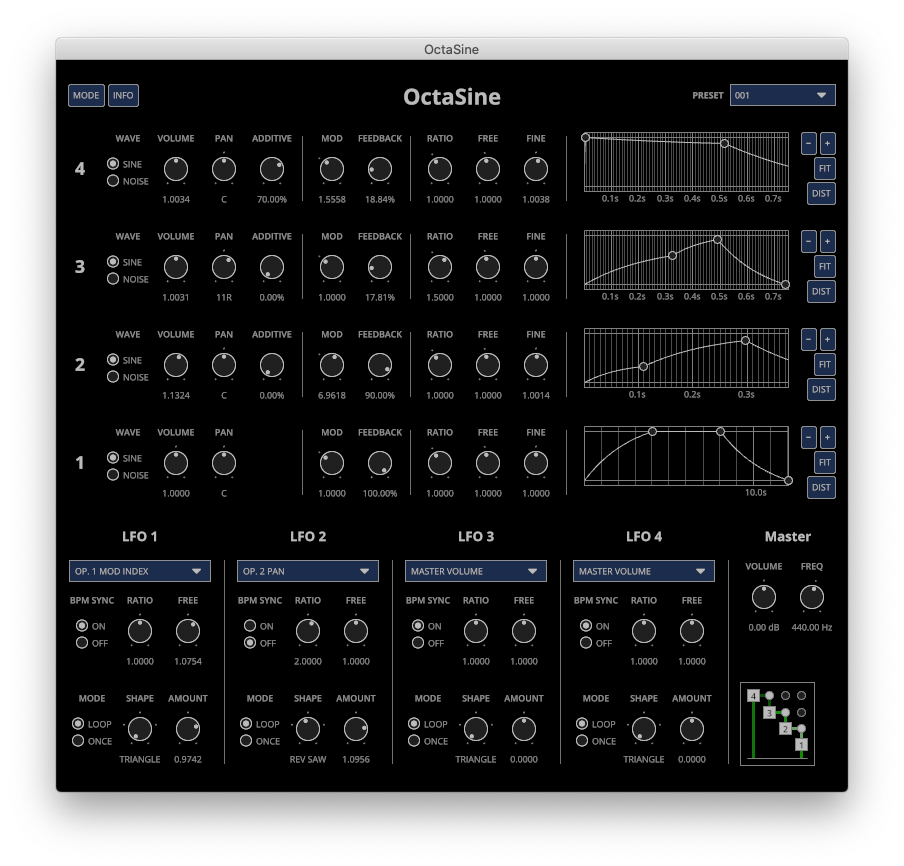 OctaSine
MODE INFO OctaSine PRESET 001
WAVE VOLUME PAN ADDITIVE MOD FEEDBACK RATIO FREE FINE
4 SINE NOISE − + FIT DIST
1.0034 C 70.00% 1.5558 18.84% 1.0000 1.0000 1.0038 0.1s 0.2s 0.3s 0.4s 0.5s 0.6s 0.7s
WAVE VOLUME PAN ADDITIVE MOD FEEDBACK RATIO FREE FINE
3 SINE NOISE − + FIT DIST
1.0031 11R 0.00% 1.0000 17.81% 1.5000 1.0000 1.0000 0.1s 0.2s 0.3s 0.4s 0.5s 0.6s 0.7s
WAVE VOLUME PAN ADDITIVE MOD FEEDBACK RATIO FREE FINE
2 SINE NOISE − + FIT DIST
1.1324 C 0.00% 6.9618 90.00% 1.0000 1.0000 1.0014 0.1s 0.2s 0.3s
WAVE VOLUME PAN MOD FEEDBACK RATIO FREE FINE
1 SINE NOISE − + FIT DIST
1.0000 C 1.0000 100.00% 1.0000 1.0000 1.0000 10.0s
LFO 1 LFO 2 LFO 3 LFO 4 Master
OP. 1 MOD INDEX OP. 2 PAN MASTER VOLUME MASTER VOLUME VOLUME FREQ
BPM SYNC RATIO FREE BPM SYNC RATIO FREE BPM SYNC RATIO FREE BPM SYNC RATIO FREE
ON ON ON ON 0.00 dB 440.00 Hz
OFF OFF OFF OFF
1.0000 1.0754 2.0000 1.0000 1.0000 1.0000 1.0000 1.0000
MODE SHAPE AMOUNT MODE SHAPE AMOUNT MODE SHAPE AMOUNT MODE SHAPE AMOUNT 4
LOOP LOOP LOOP LOOP 3
ONCE ONCE ONCE ONCE 2
TRIANGLE 0.9742 REV SAW 1.0956 TRIANGLE 0.0000 TRIANGLE 0.0000 1